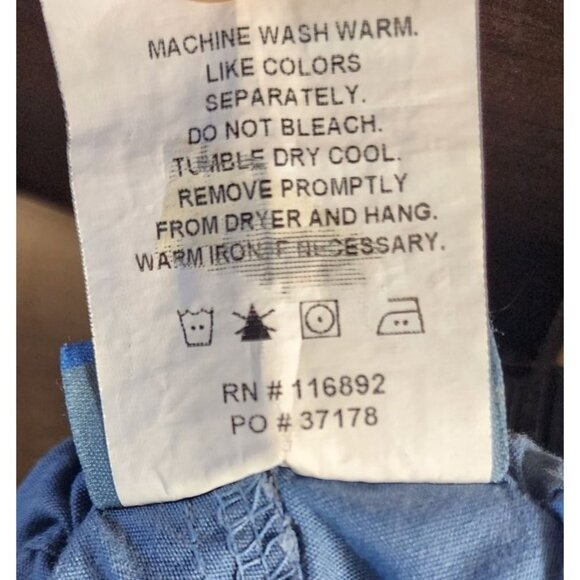 MACHINE WASH WARM.
LIKE COLORS
SEPARATELY.
DO NOT BLEACH.
TUMBLE DRY COOL.
REMOVE PROMPTLY
FROM DRYER AND HANG.
WARM IRON IF NECESSARY.
RN # 116892
PO # 37178